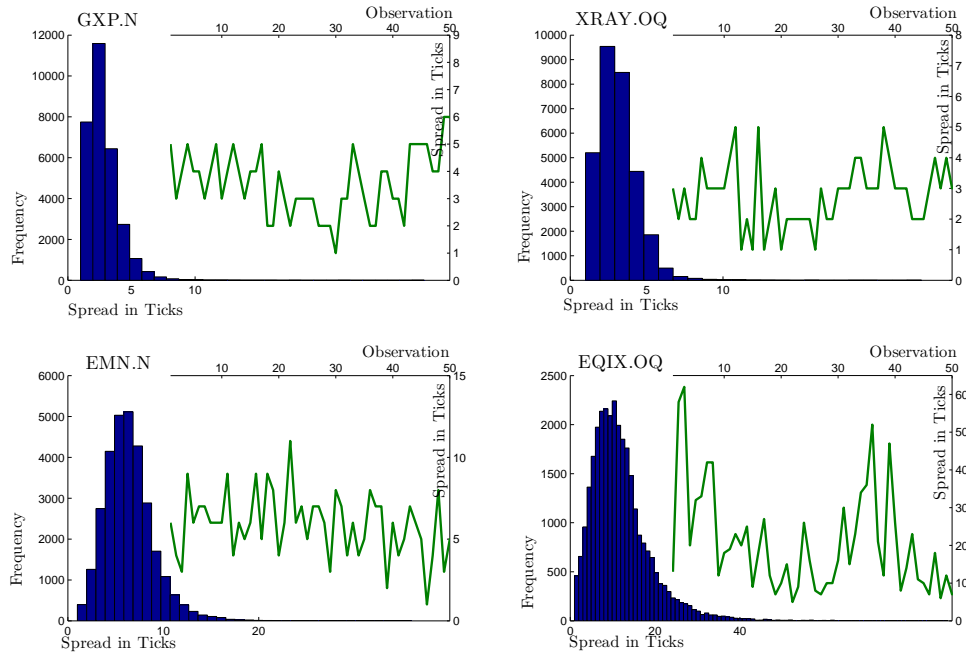 GXP.N
Observation
10 20 30 40 50
12000
10000
8000
6000
4000
2000
0
Frequency
0 5 10
Spread in Ticks
9
8
7
6
5
4
3
2
1
0
Spread in Ticks
XRAY.OQ
Observation
10 20 30 40 50
10000
9000
8000
7000
6000
5000
4000
3000
2000
1000
0
Frequency
0 5 10
Spread in Ticks
8
7
6
5
4
3
2
1
0
Spread in Ticks
EMN.N
Observation
10 20 30 40 50
6000
5000
4000
3000
2000
1000
0
Frequency
0 20
Spread in Ticks
15
10
5
0
Spread in Ticks
EQIX.OQ
Observation
10 20 30 40 50
2500
2000
1500
1000
500
0
Frequency
0 20 40
Spread in Ticks
60
50
40
30
20
10
0
Spread in Ticks